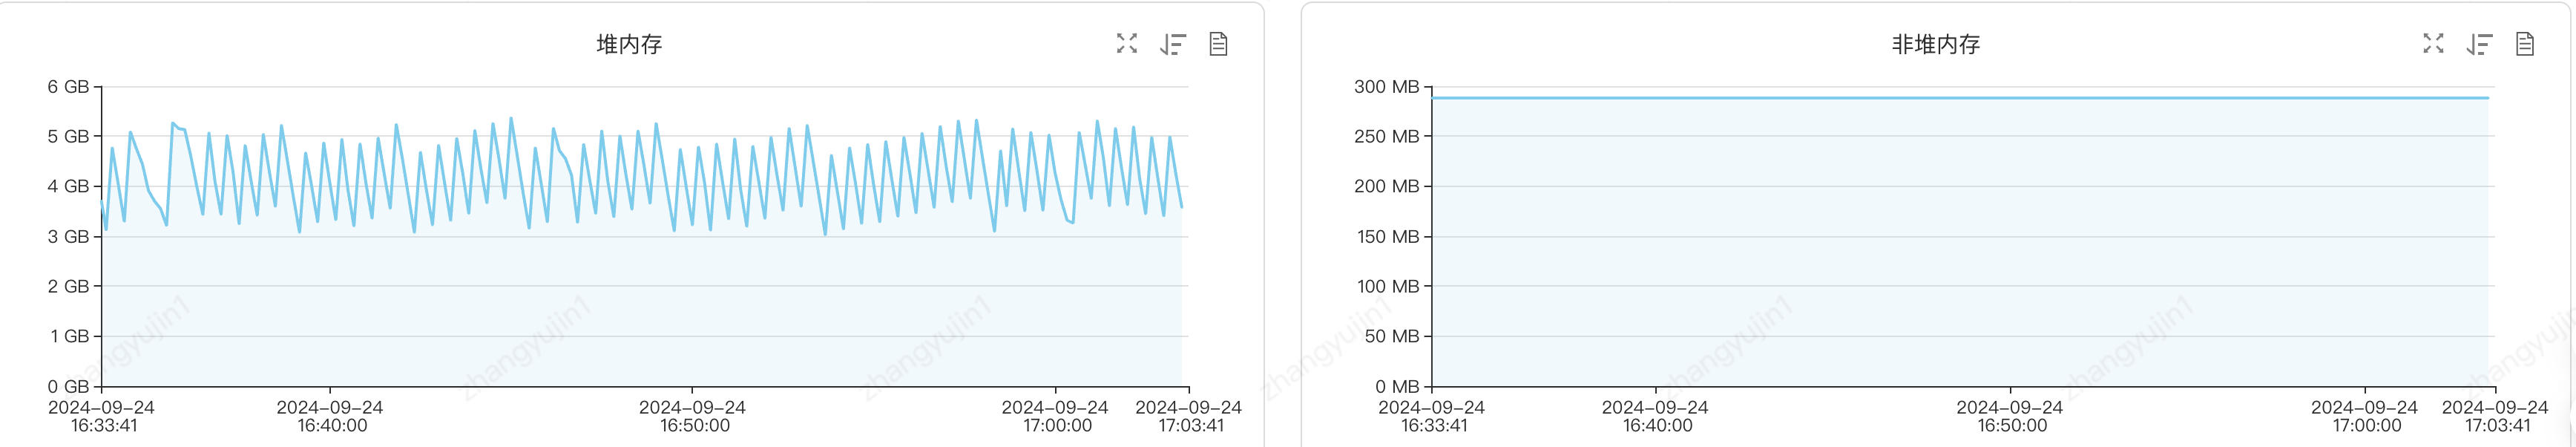 堆内存
6 GB
5 GB
4 GB
3 GB
2 GB
1 GB
0 GB
2024-09-24
16:33:41
2024-09-24
16:40:00
2024-09-24
16:50:00
2024-09-24
17:00:00
2024-09-24
17:03:41
非堆内存
300 MB
250 MB
200 MB
150 MB
100 MB
50 MB
0 MB
2024-09-24
16:33:41
2024-09-24
16:40:00
2024-09-24
16:50:00
2024-09-24
17:00:00
2024-09-24
17:03:41
zhangyujin1
zhangyujin1
zhangyujin1
zhangyujin1
zhangyujin1
zhangyujin1
zhangyujin